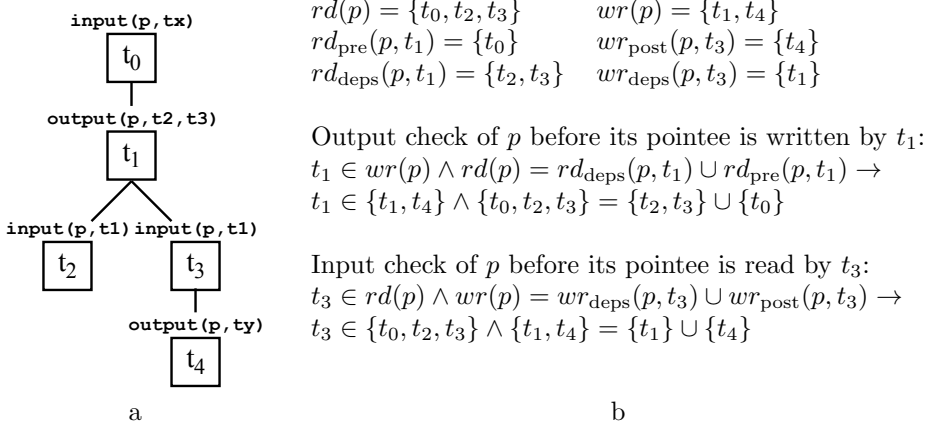 input(p,tx)
t0
output(p,t2,t3)
t1
input(p,t1) input(p,t1)
t2 t3
output(p,ty)
t4
a
rd(p) = {t0, t2, t3} wr(p) = {t1, t4}
rdpre(p, t1) = {t0} wrpost(p, t3) = {t4}
rddeps(p, t1) = {t2, t3} wrdeps(p, t3) = {t1}
Output check of p before its pointee is written by t1:
t1 ∈ wr(p) ∧ rd(p) = rddeps(p, t1) ∪ rdpre(p, t1) →
t1 ∈ {t1, t4} ∧ {t0, t2, t3} = {t2, t3} ∪ {t0}
Input check of p before its pointee is read by t3:
t3 ∈ rd(p) ∧ wr(p) = wrdeps(p, t3) ∪ wrpost(p, t3) →
t3 ∈ {t0, t2, t3} ∧ {t1, t4} = {t1} ∪ {t4}
b